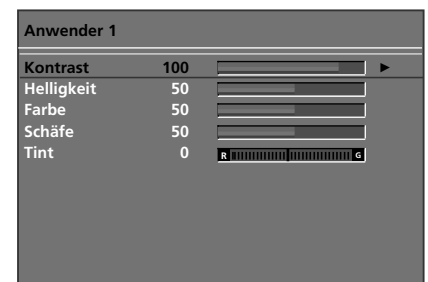 Anwender 1
Kontrast 100
Helligkeit 50
Farbe 50
Schäfe 50
Tint 0 R G